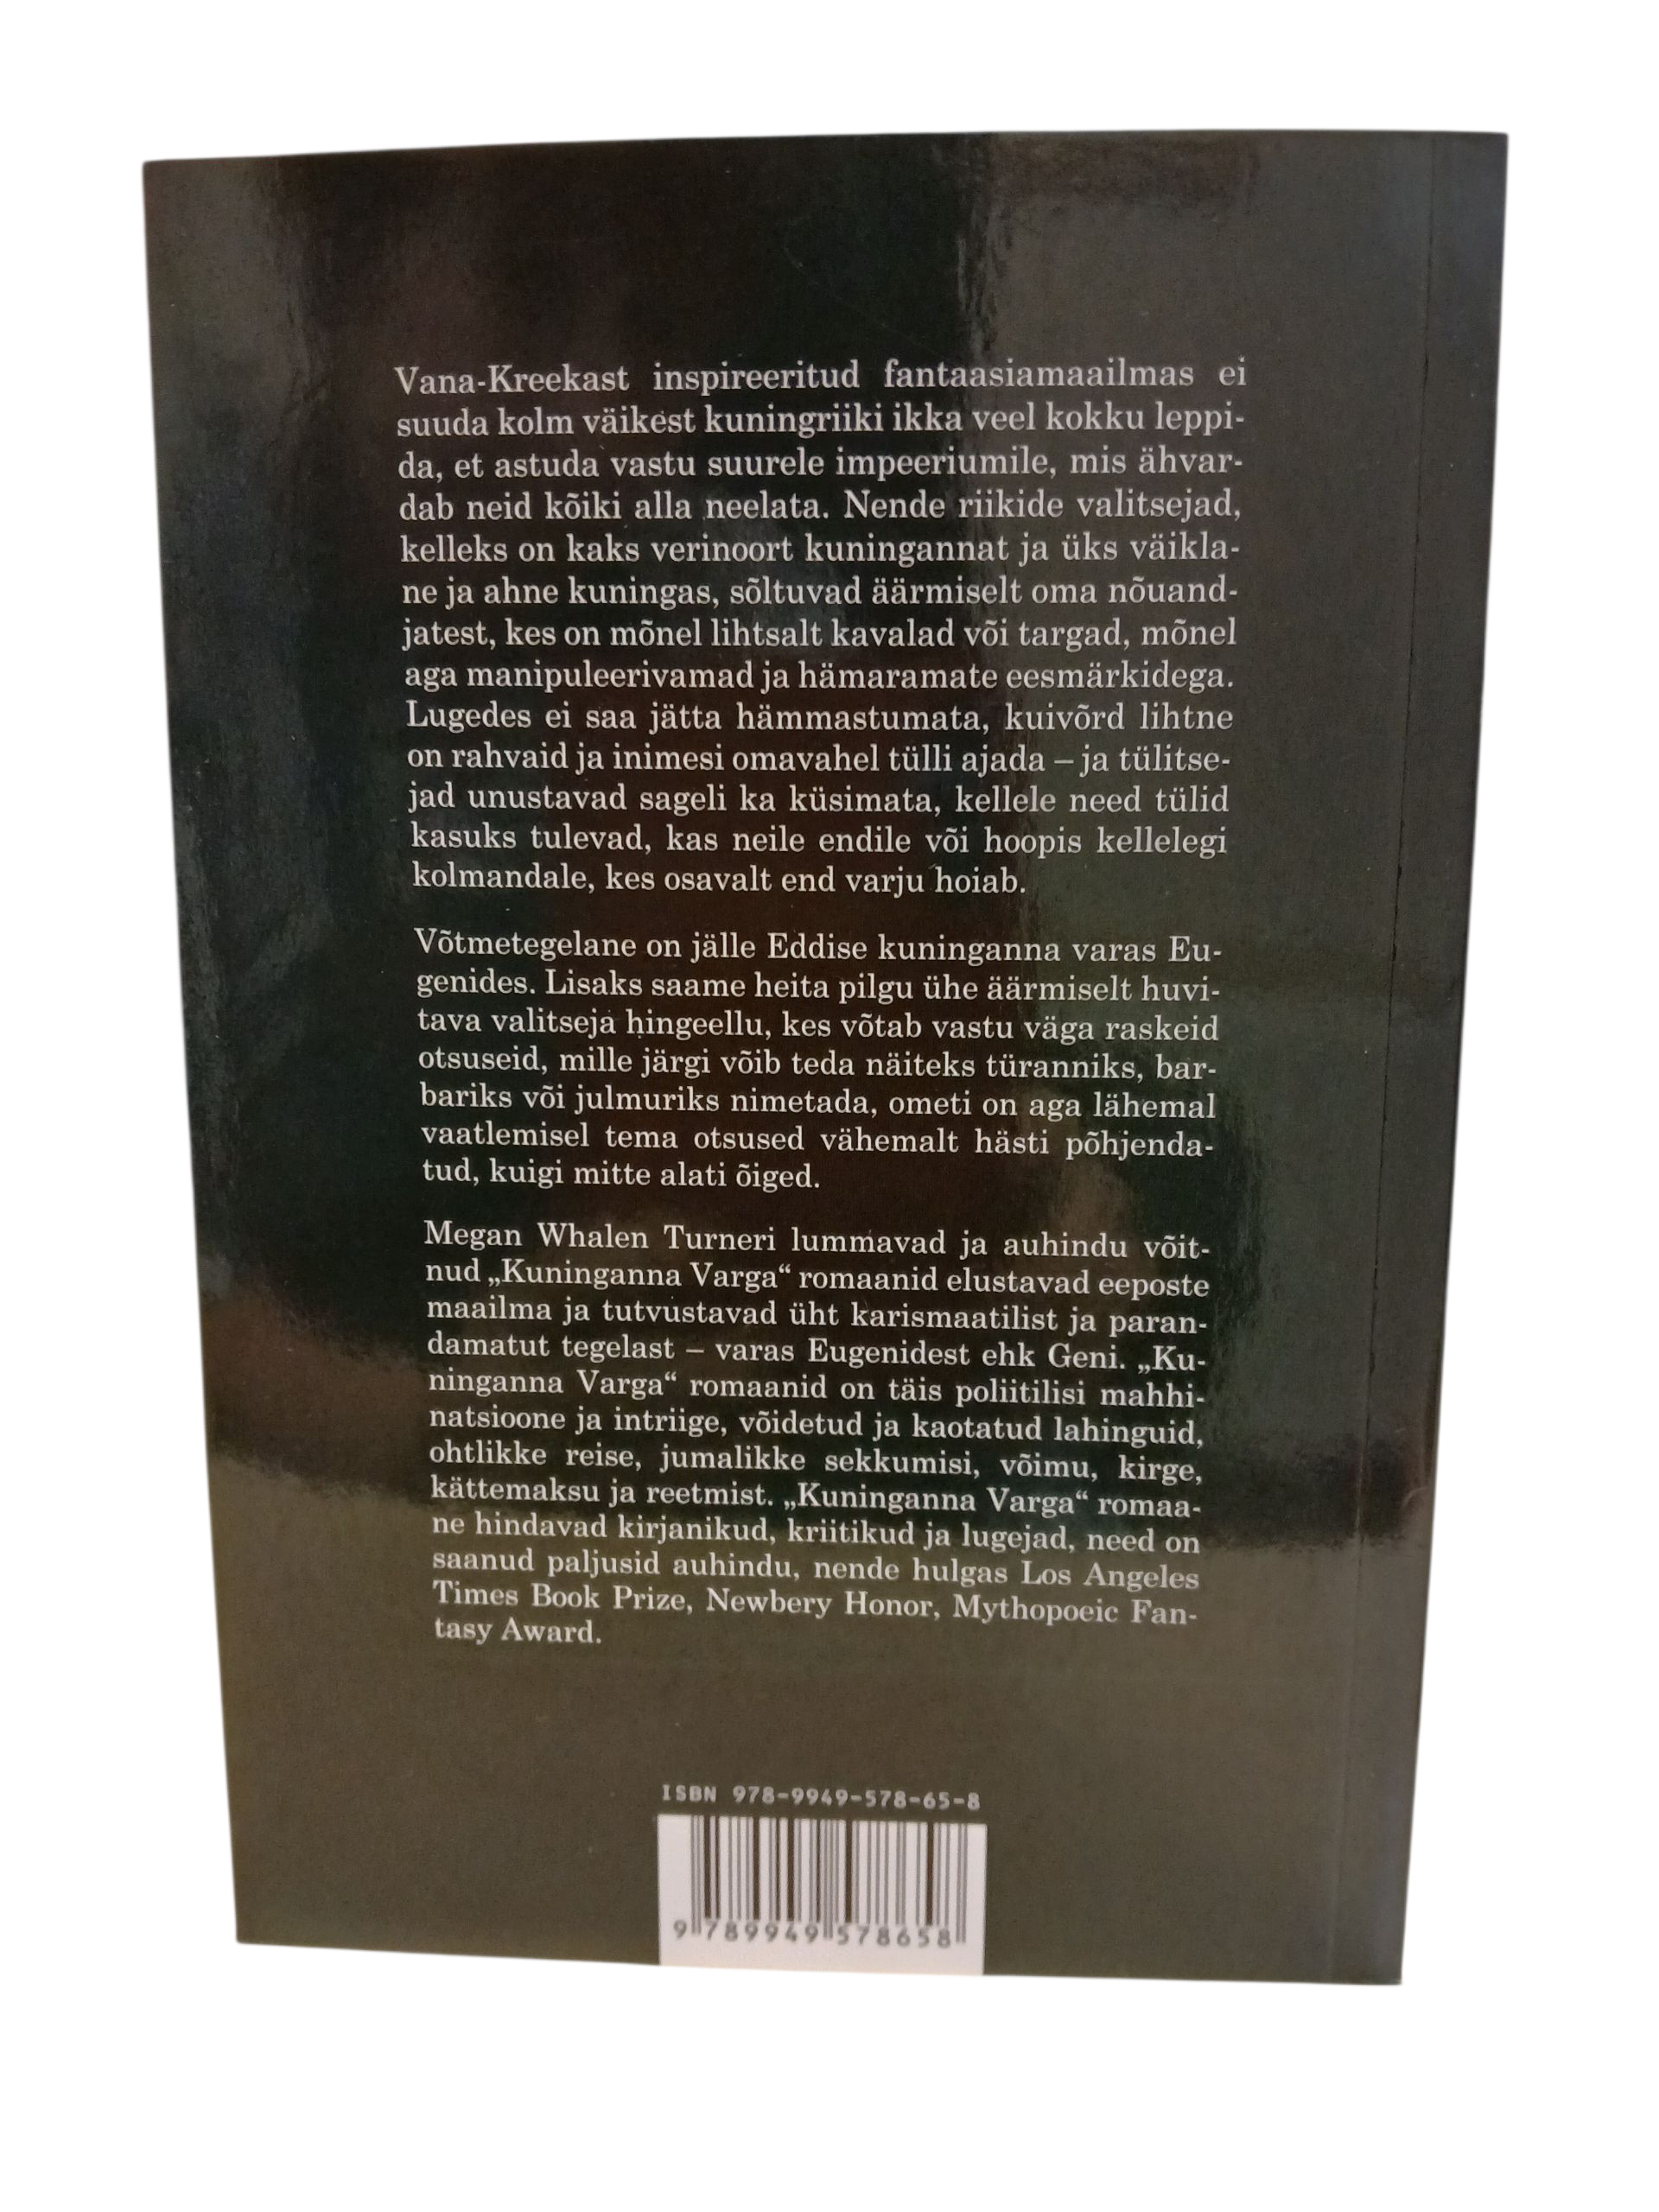 Vana-Kreekast inspireeritud fantaasiamaailmas ei
suuda kolm väikest kuningriiki ikka veel kokku leppi-
da, et astuda vastu suurele impeeriumile, mis ähvar-
dab neid kõiki alla neelata. Nende riikide valitsejad,
kelleks on kaks verinoort kuningannat ja üks väikla-
ne ja ahne kuningas, sõltuvad äärmiselt oma nõuand-
jatest, kes on mõnel lihtsalt kavalad või targad, mõnel
aga manipuleerivamad ja hämaramate eesmärkidega.
Lugedes ei saa jätta hämmastumata, kuivõrd lihtne
on rahvaid ja inimesi omavahel tülli ajada – ja tülitse-
jad unustavad sageli ka küsimata, kellele need tülid
kasuks tulevad, kas neile endile või hoopis kellelegi
kolmandale, kes osavalt end varju hoiab.
Võtmetegelane on jälle Eddise kuninganna varas Eu-
genides. Lisaks saame heita pilgu ühe äärmiselt huvi-
tava valitseja hingeellu, kes võtab vastu väga raskeid
otsuseid, mille järgi võib teda näiteks türanniks, bar-
bariks või julmuriks nimetada, ometi on aga lähemal
vaatlemisel tema otsused vähemalt hästi põhjenda-
tud, kuigi mitte alati õiged.
Megan Whalen Turneri lummavad ja auhindu võit-
nud „Kuninganna Varga“ romaanid elustavad eeposte
maailma ja tutvustavad üht karismaatilist ja paran-
damatut tegelast – varas Eugenidest ehk Geni. „Ku-
ninganna Varga“ romaanid on täis poliitilisi mahhi-
natsioone ja intriige, võidetud ja kaotatud lahinguid,
ohtlikke reise, jumalikke sekkumisi, võimu, kirge,
kättemaksu ja reetmist. „Kuninganna Varga“ romaa-
ne hindavad kirjanikud, kriitikud ja lugejad, need on
saanud paljusid auhindu, nende hulgas Los Angeles
Times Book Prize, Newbery Honor, Mythopoeic Fan-
tasy Award.
ISBN 978-9949-578-65-8
9 789949 578658